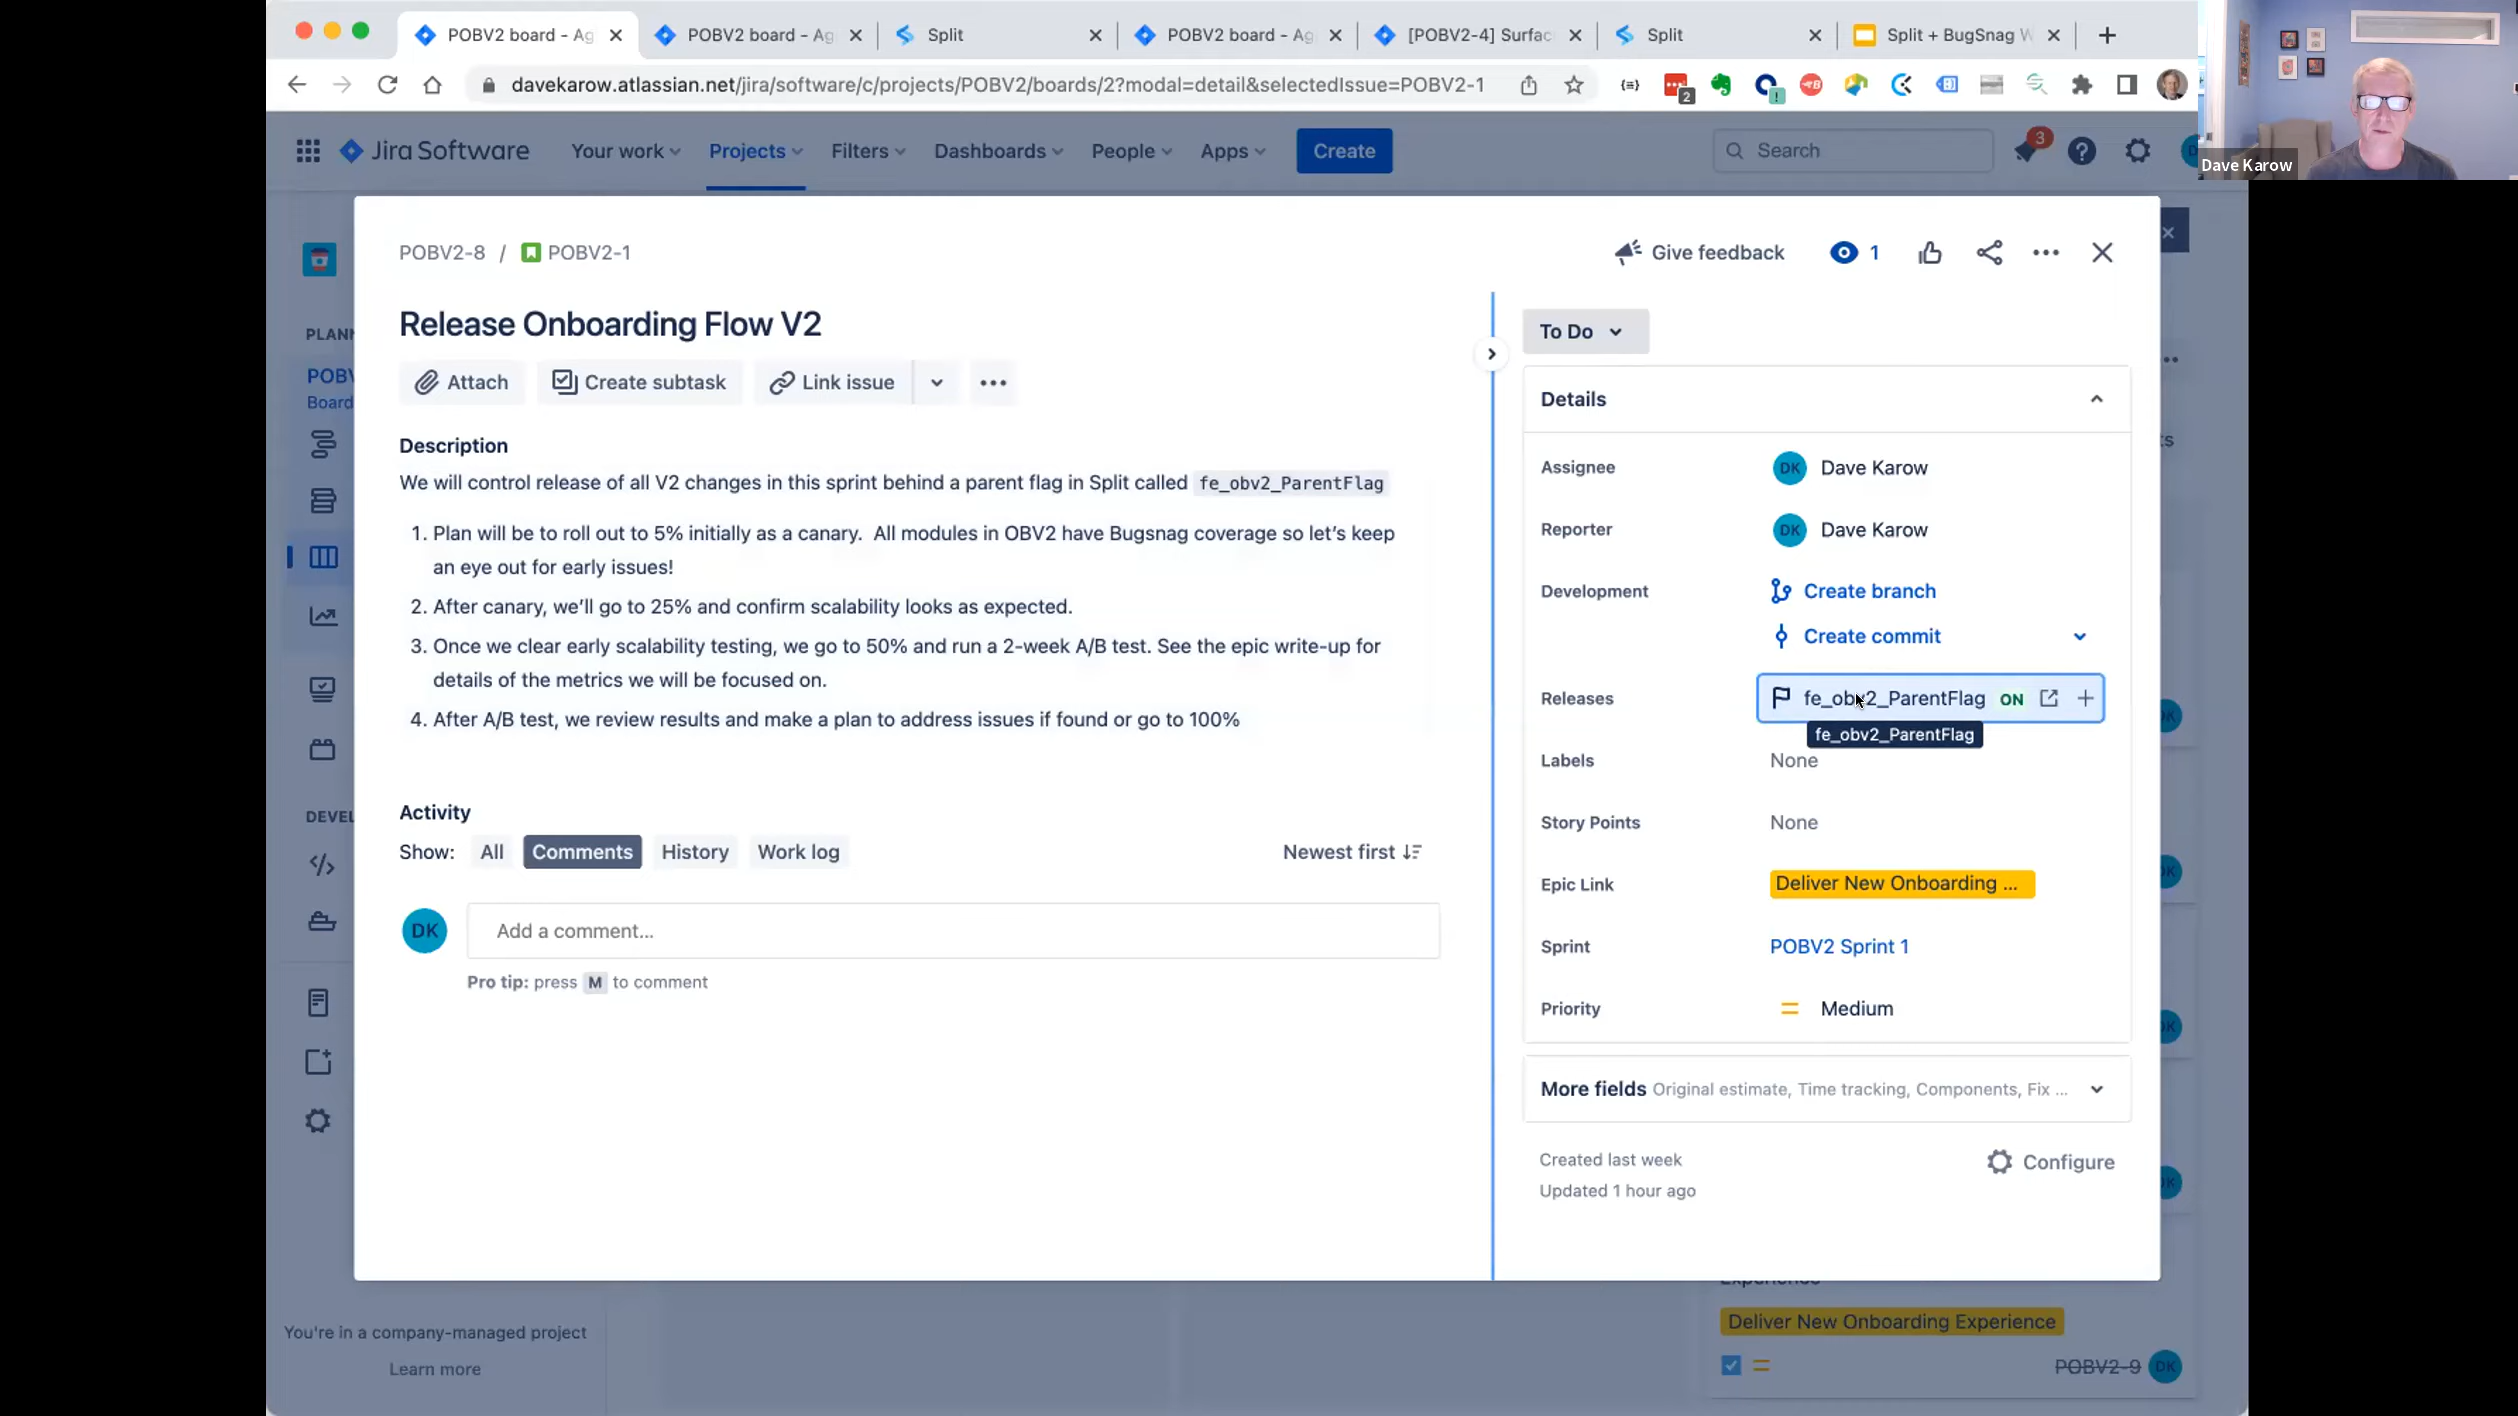 POBV2 board - Ag
POBV2 board - Ag
Split
POBV2 board - Ag
[POBV2-4] Surfac
Split
Split + BugSnag W
davekarow.atlassian.net/jira/software/c/projects/POBV2/boards/2?modal=detail&selectedIssue=POBV2-1
2
Dave Karow
Jira Software
Your work
Projects
Filters
Dashboards
People
Apps
Create
Search
3
POBV2-8 / POBV2-1
Give feedback
1
PLANN
POBV
Board
DEVEL
Release Onboarding Flow V2
Attach
Create subtask
Link issue
Description
We will control release of all V2 changes in this sprint behind a parent flag in Split called fe_obv2_ParentFlag
1. Plan will be to roll out to 5% initially as a canary.  All modules in OBV2 have Bugsnag coverage so let's keep
an eye out for early issues!
2. After canary, we'll go to 25% and confirm scalability looks as expected.
3. Once we clear early scalability testing, we go to 50% and run a 2-week A/B test. See the epic write-up for
details of the metrics we will be focused on.
4. After A/B test, we review results and make a plan to address issues if found or go to 100%
Activity
Show: All Comments History Work log
Newest first
DK
Add a comment…
Pro tip: press M to comment
To Do
Details
Assignee
DK Dave Karow
Reporter
DK Dave Karow
Development
Create branch
Create commit
Releases
fe_obv2_ParentFlag ON
fe_obv2_ParentFlag
Labels
None
Story Points
None
Epic Link
Deliver New Onboarding ...
Sprint
POBV2 Sprint 1
Priority
Medium
More fields Original estimate, Time tracking, Components, Fix ...
Created last week
Updated 1 hour ago
Configure
Experience
Deliver New Onboarding Experience
POBV2-9
DK
You're in a company-managed project
Learn more